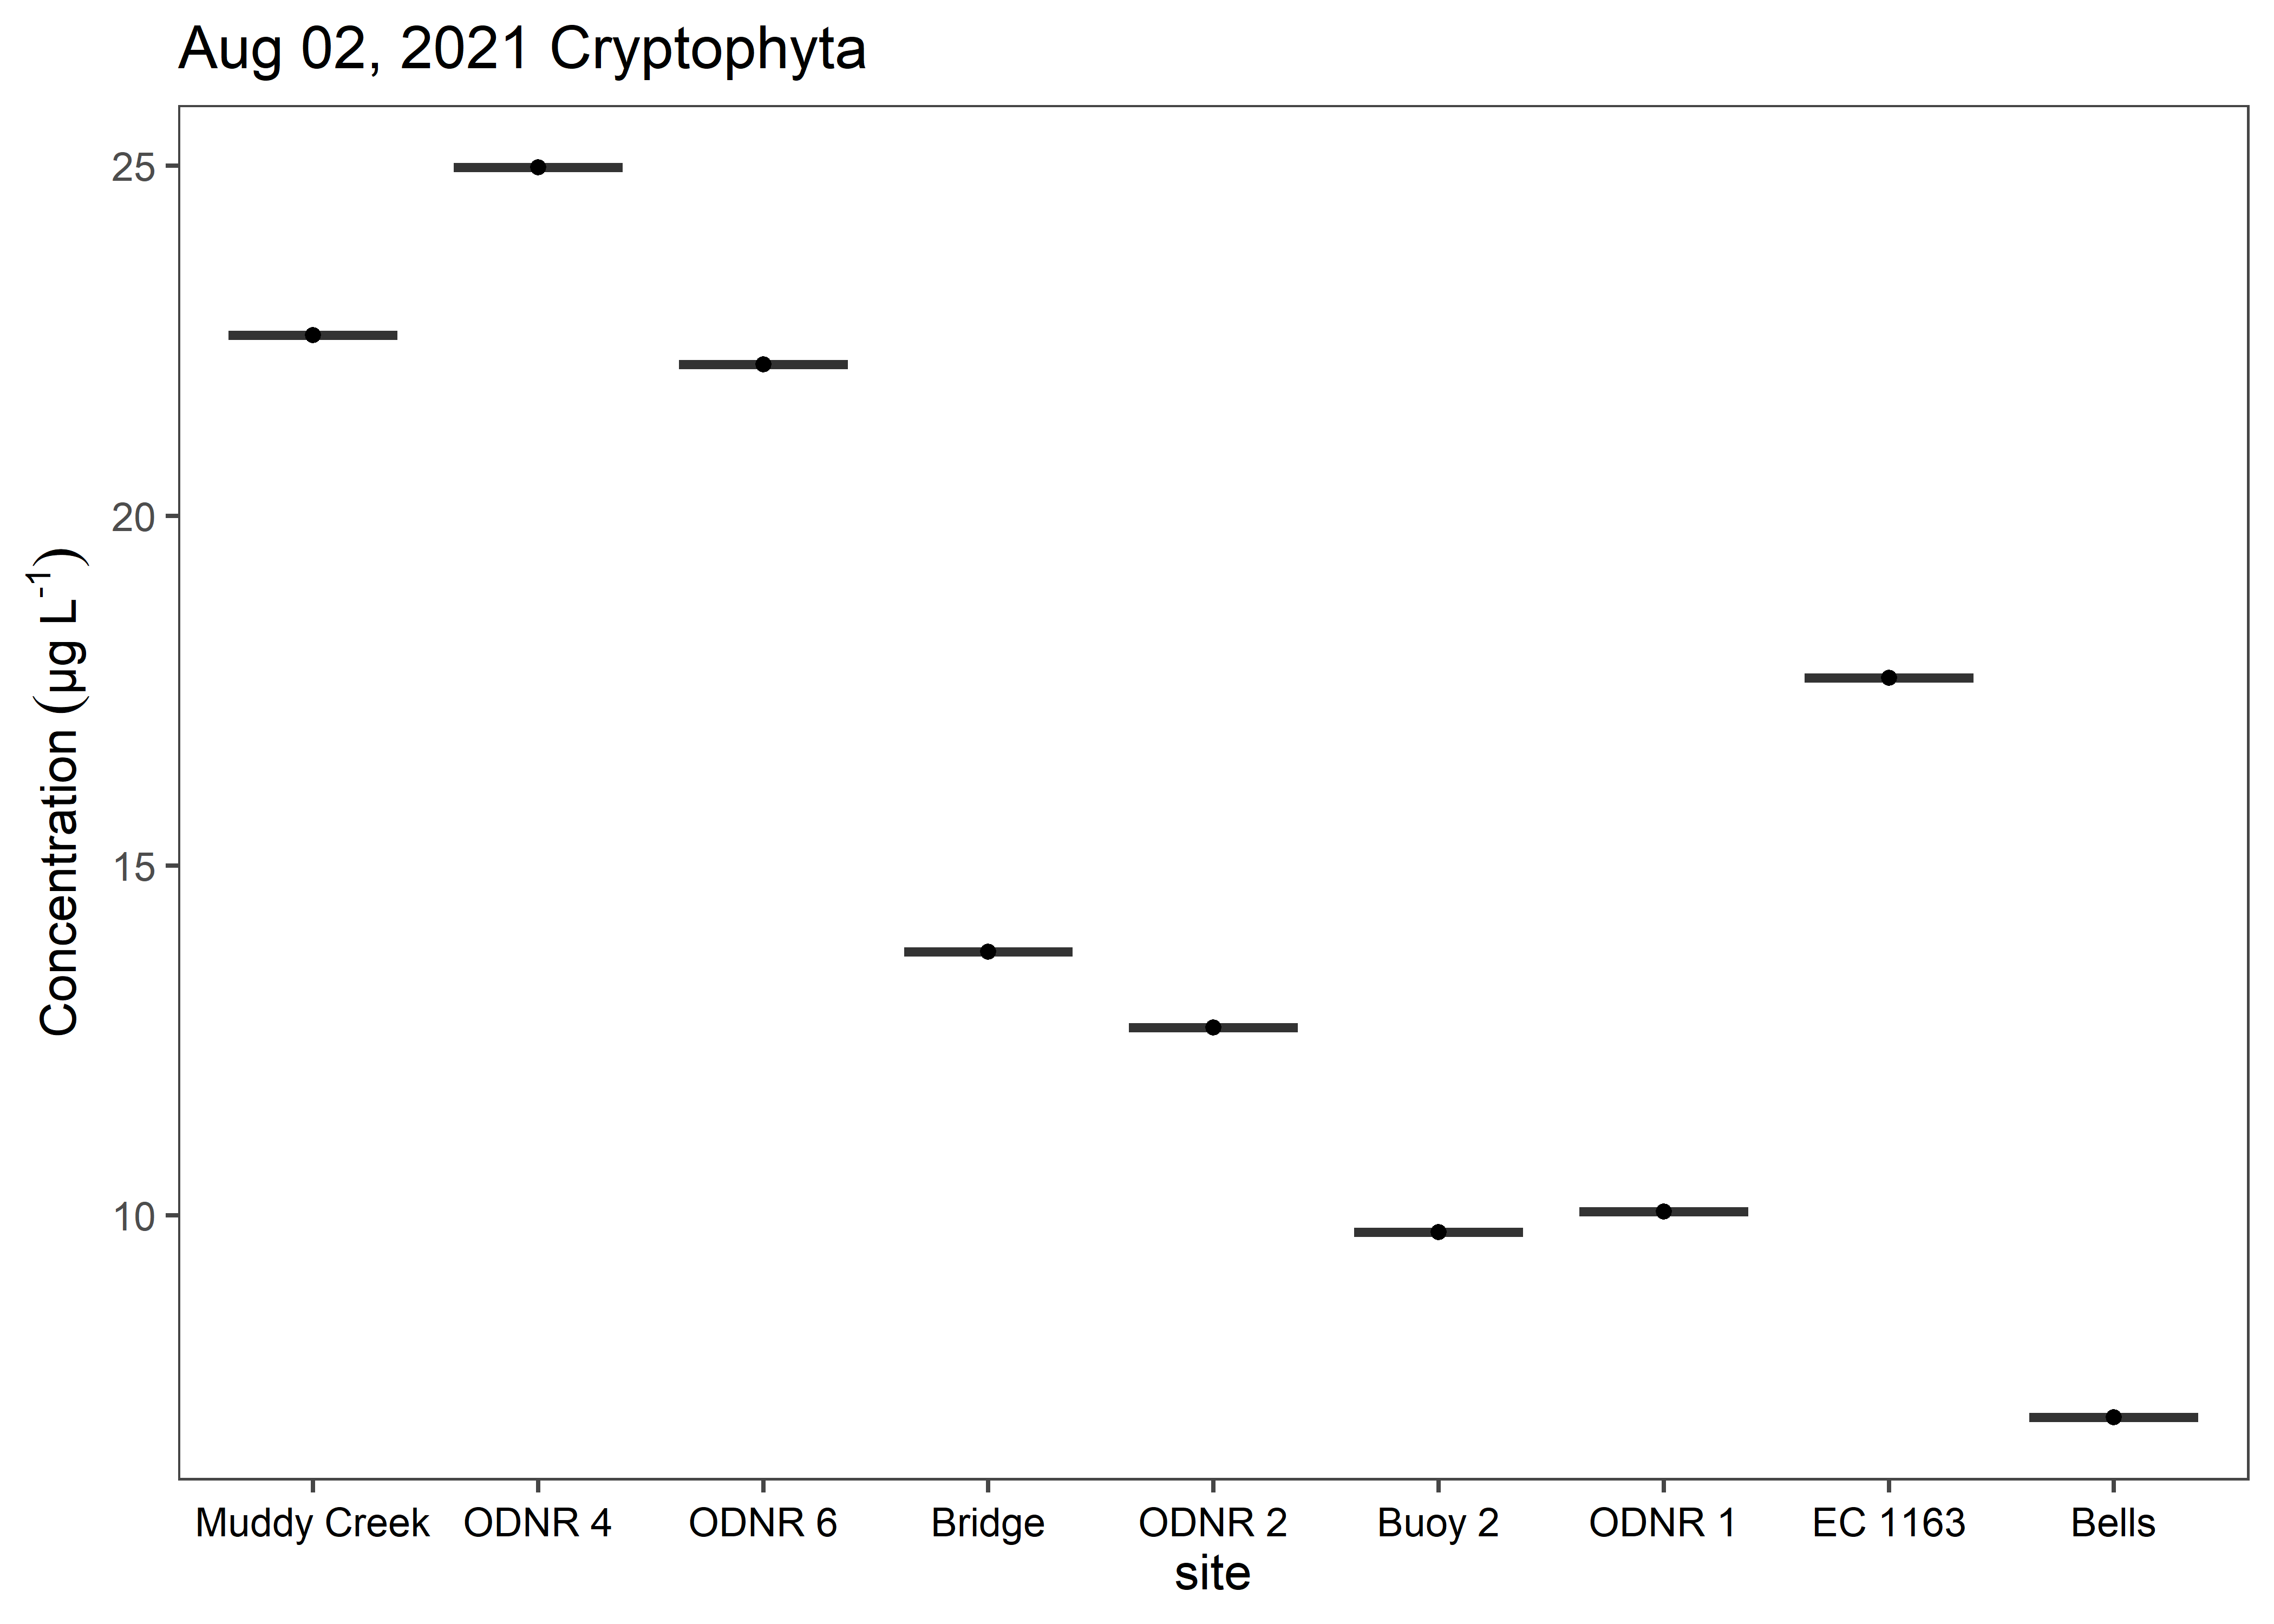 Aug 02, 2021 Cryptophyta
Concentration (µg L⁻¹)
25
20
15
10
Muddy Creek ODNR 4 ODNR 6 Bridge ODNR 2 Buoy 2 ODNR 1 EC 1163 Bells
site